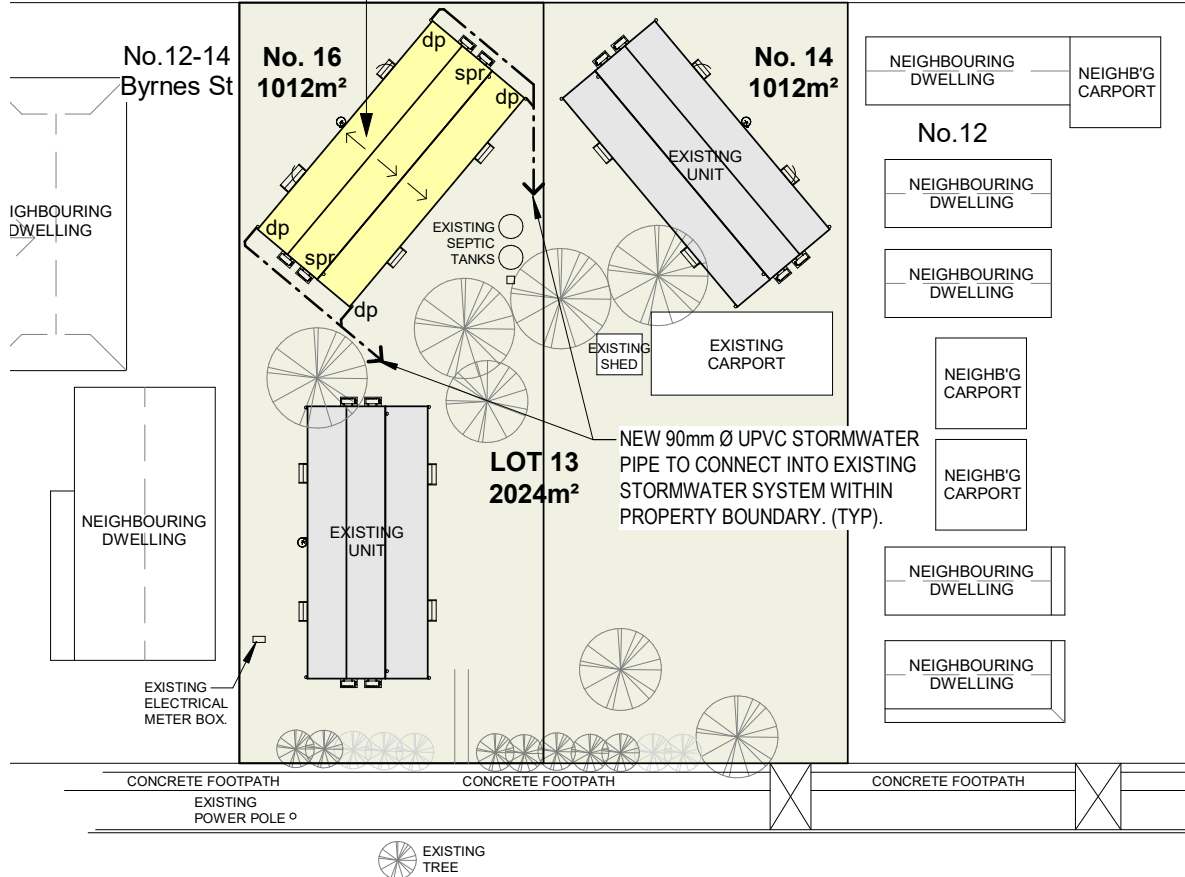 No.12-14
Byrnes St
No. 16
1012m²
No. 14
1012m²
dp
spr
dp
dp
spr
dp
NEIGHBOURING
DWELLING
NEIGHB'G
CARPORT
No.12
EXISTING
UNIT
NEIGHBOURING
DWELLING
IGHBOURING
DWELLING
EXISTING
SEPTIC
TANKS
NEIGHBOURING
DWELLING
EXISTING
SHED
EXISTING
CARPORT
NEIGHB'G
CARPORT
NEW 90mm Ø UPVC STORMWATER
PIPE TO CONNECT INTO EXISTING
STORMWATER SYSTEM WITHIN
PROPERTY BOUNDARY. (TYP).
LOT 13
2024m²
NEIGHB'G
CARPORT
NEIGHBOURING
DWELLING
EXISTING
UNIT
NEIGHBOURING
DWELLING
NEIGHBOURING
DWELLING
EXISTING
ELECTRICAL
METER BOX.
CONCRETE FOOTPATH
CONCRETE FOOTPATH
CONCRETE FOOTPATH
EXISTING
POWER POLE
EXISTING
TREE